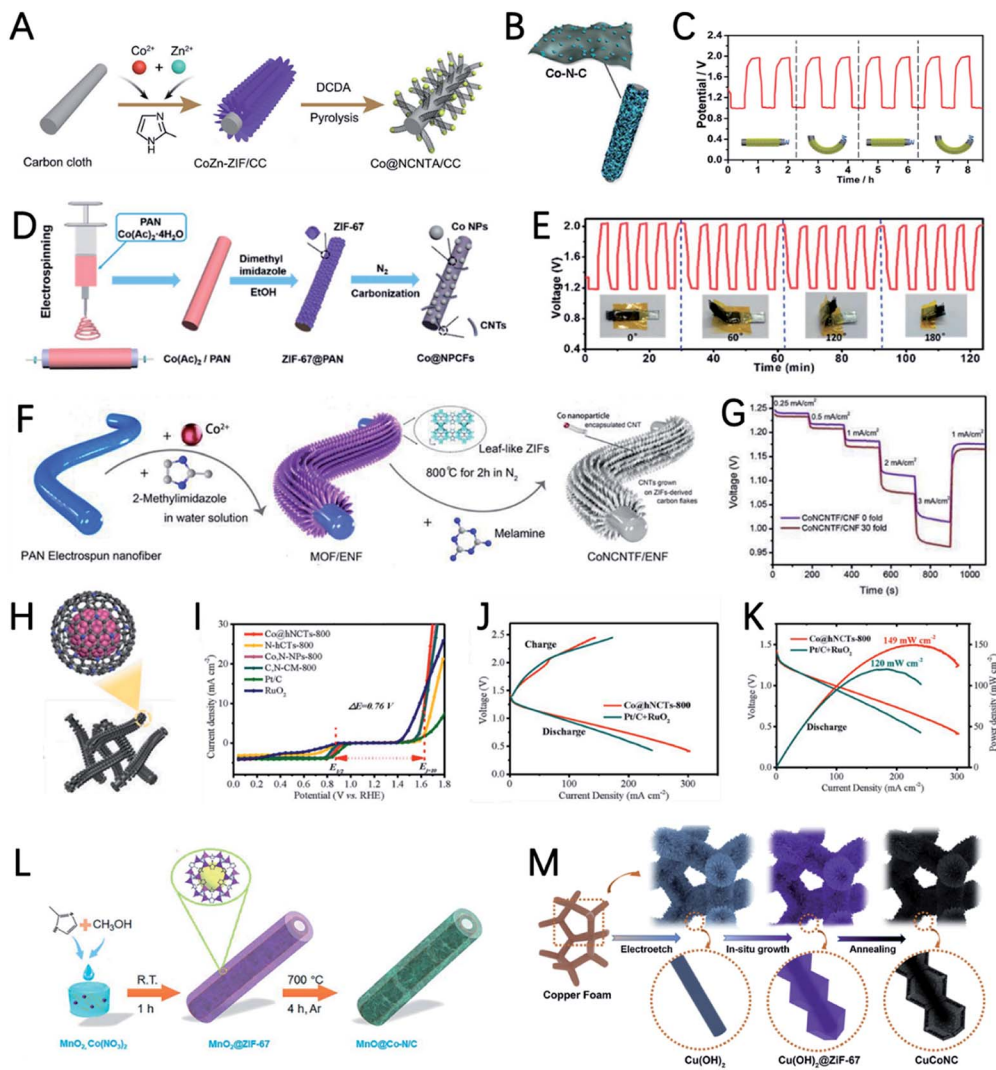 A
Co²⁺
Zn²⁺
+
N
N
H
DCDA
Pyrolysis
Carbon cloth
CoZn-ZIF/CC
Co@NCNTA/CC
B
Co-N-C
C
Potential / V
2.4
2.0
1.6
1.2
0.8
0.4
0.0
0 1 2 3 4 5 6 7 8
Time / h
D
Electrospinning
PAN
Co(Ac)₂·4H₂O
Dimethyl
imidazole
EtOH
ZIF-67
N₂
Carbonization
Co NPs
CNTs
Co(Ac)₂ / PAN
ZIF-67@PAN
Co@NPCFs
E
Voltage (V)
2.0
1.6
1.2
0.8
0.4
0°
60°
120°
180°
0 20 40 60 80 100 120
Time (min)
F
+ Co²⁺
+
2-Methylimidazole
in water solution
PAN Electrospun nanofiber
Leaf-like ZIFs
800℃ for 2h in N₂
+
Melamine
MOF/ENF
Co nanoparticle
encapsulated CNT
CNTs grown
on ZIFs-derived
carbon flakes
CoNCNTF/ENF
G
Voltage (V)
1.25
1.20
1.15
1.10
1.05
1.00
0.95
0.25 mA/cm²
0.5 mA/cm²
1 mA/cm²
2 mA/cm²
3 mA/cm²
1 mA/cm²
CoNCNTF/CNF 0 fold
CoNCNTF/CNF 30 fold
0 200 400 600 800 1000
Time (s)
H
I
Current density (mA cm⁻²)
30
25
20
15
10
5
0
Co@hNCTs-800
N-hCTs-800
Co,N-NPs-800
C,N-CM-800
Pt/C
RuO₂
ΔE=0.76 V
E₁/₂
Eⱼ₌₁₀
0.0 0.2 0.4 0.6 0.8 1.0 1.2 1.4 1.6 1.8
Potential (V vs. RHE)
J
Voltage (V)
3.0
2.5
2.0
1.5
1.0
0.5
0.0
Charge
Co@hNCTs-800
Pt/C+RuO₂
Discharge
0 100 200 300
Current Density (mA cm⁻²)
K
Voltage (V)
1.8
1.5
1.2
0.9
0.6
0.3
0.0
Co@hNCTs-800
Pt/C+RuO₂
149 mW cm⁻²
120 mW cm⁻²
Discharge
150
120
90
60
30
0
Power density (mW cm⁻²)
0 100 200 300
Current Density (mA cm⁻²)
L
+CH₃OH
MnO₂, Co(NO₃)₂
R.T.
1 h
MnO₂@ZIF-67
700 °C
4 h, Ar
MnO@Co-N/C
M
Copper Foam
Electroetch
In-situ growth
Annealing
Cu(OH)₂
Cu(OH)₂@ZiF-67
CuCoNC